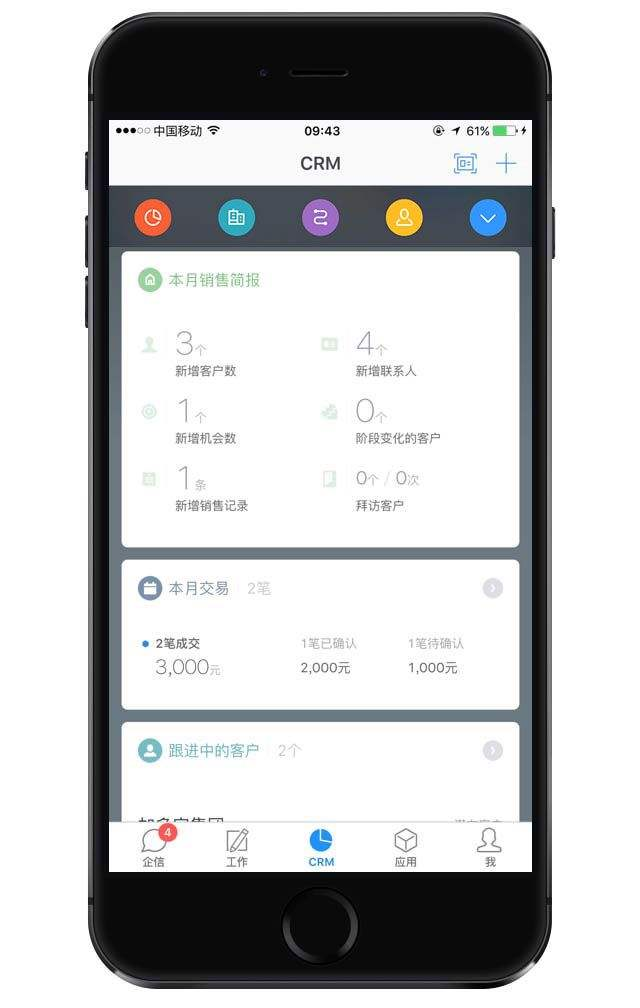 中国移动 09:43 61%
CRM
本月销售简报
3个 4个
新增客户数 新增联系人
1个 0个
新增机会数 阶段变化的客户
1条 0个 / 0次
新增销售记录 拜访客户
本月交易 2笔
2笔成交 1笔已确认 1笔待确认
3,000元 2,000元 1,000元
跟进中的客户 2个
4
企信 工作 CRM 应用 我